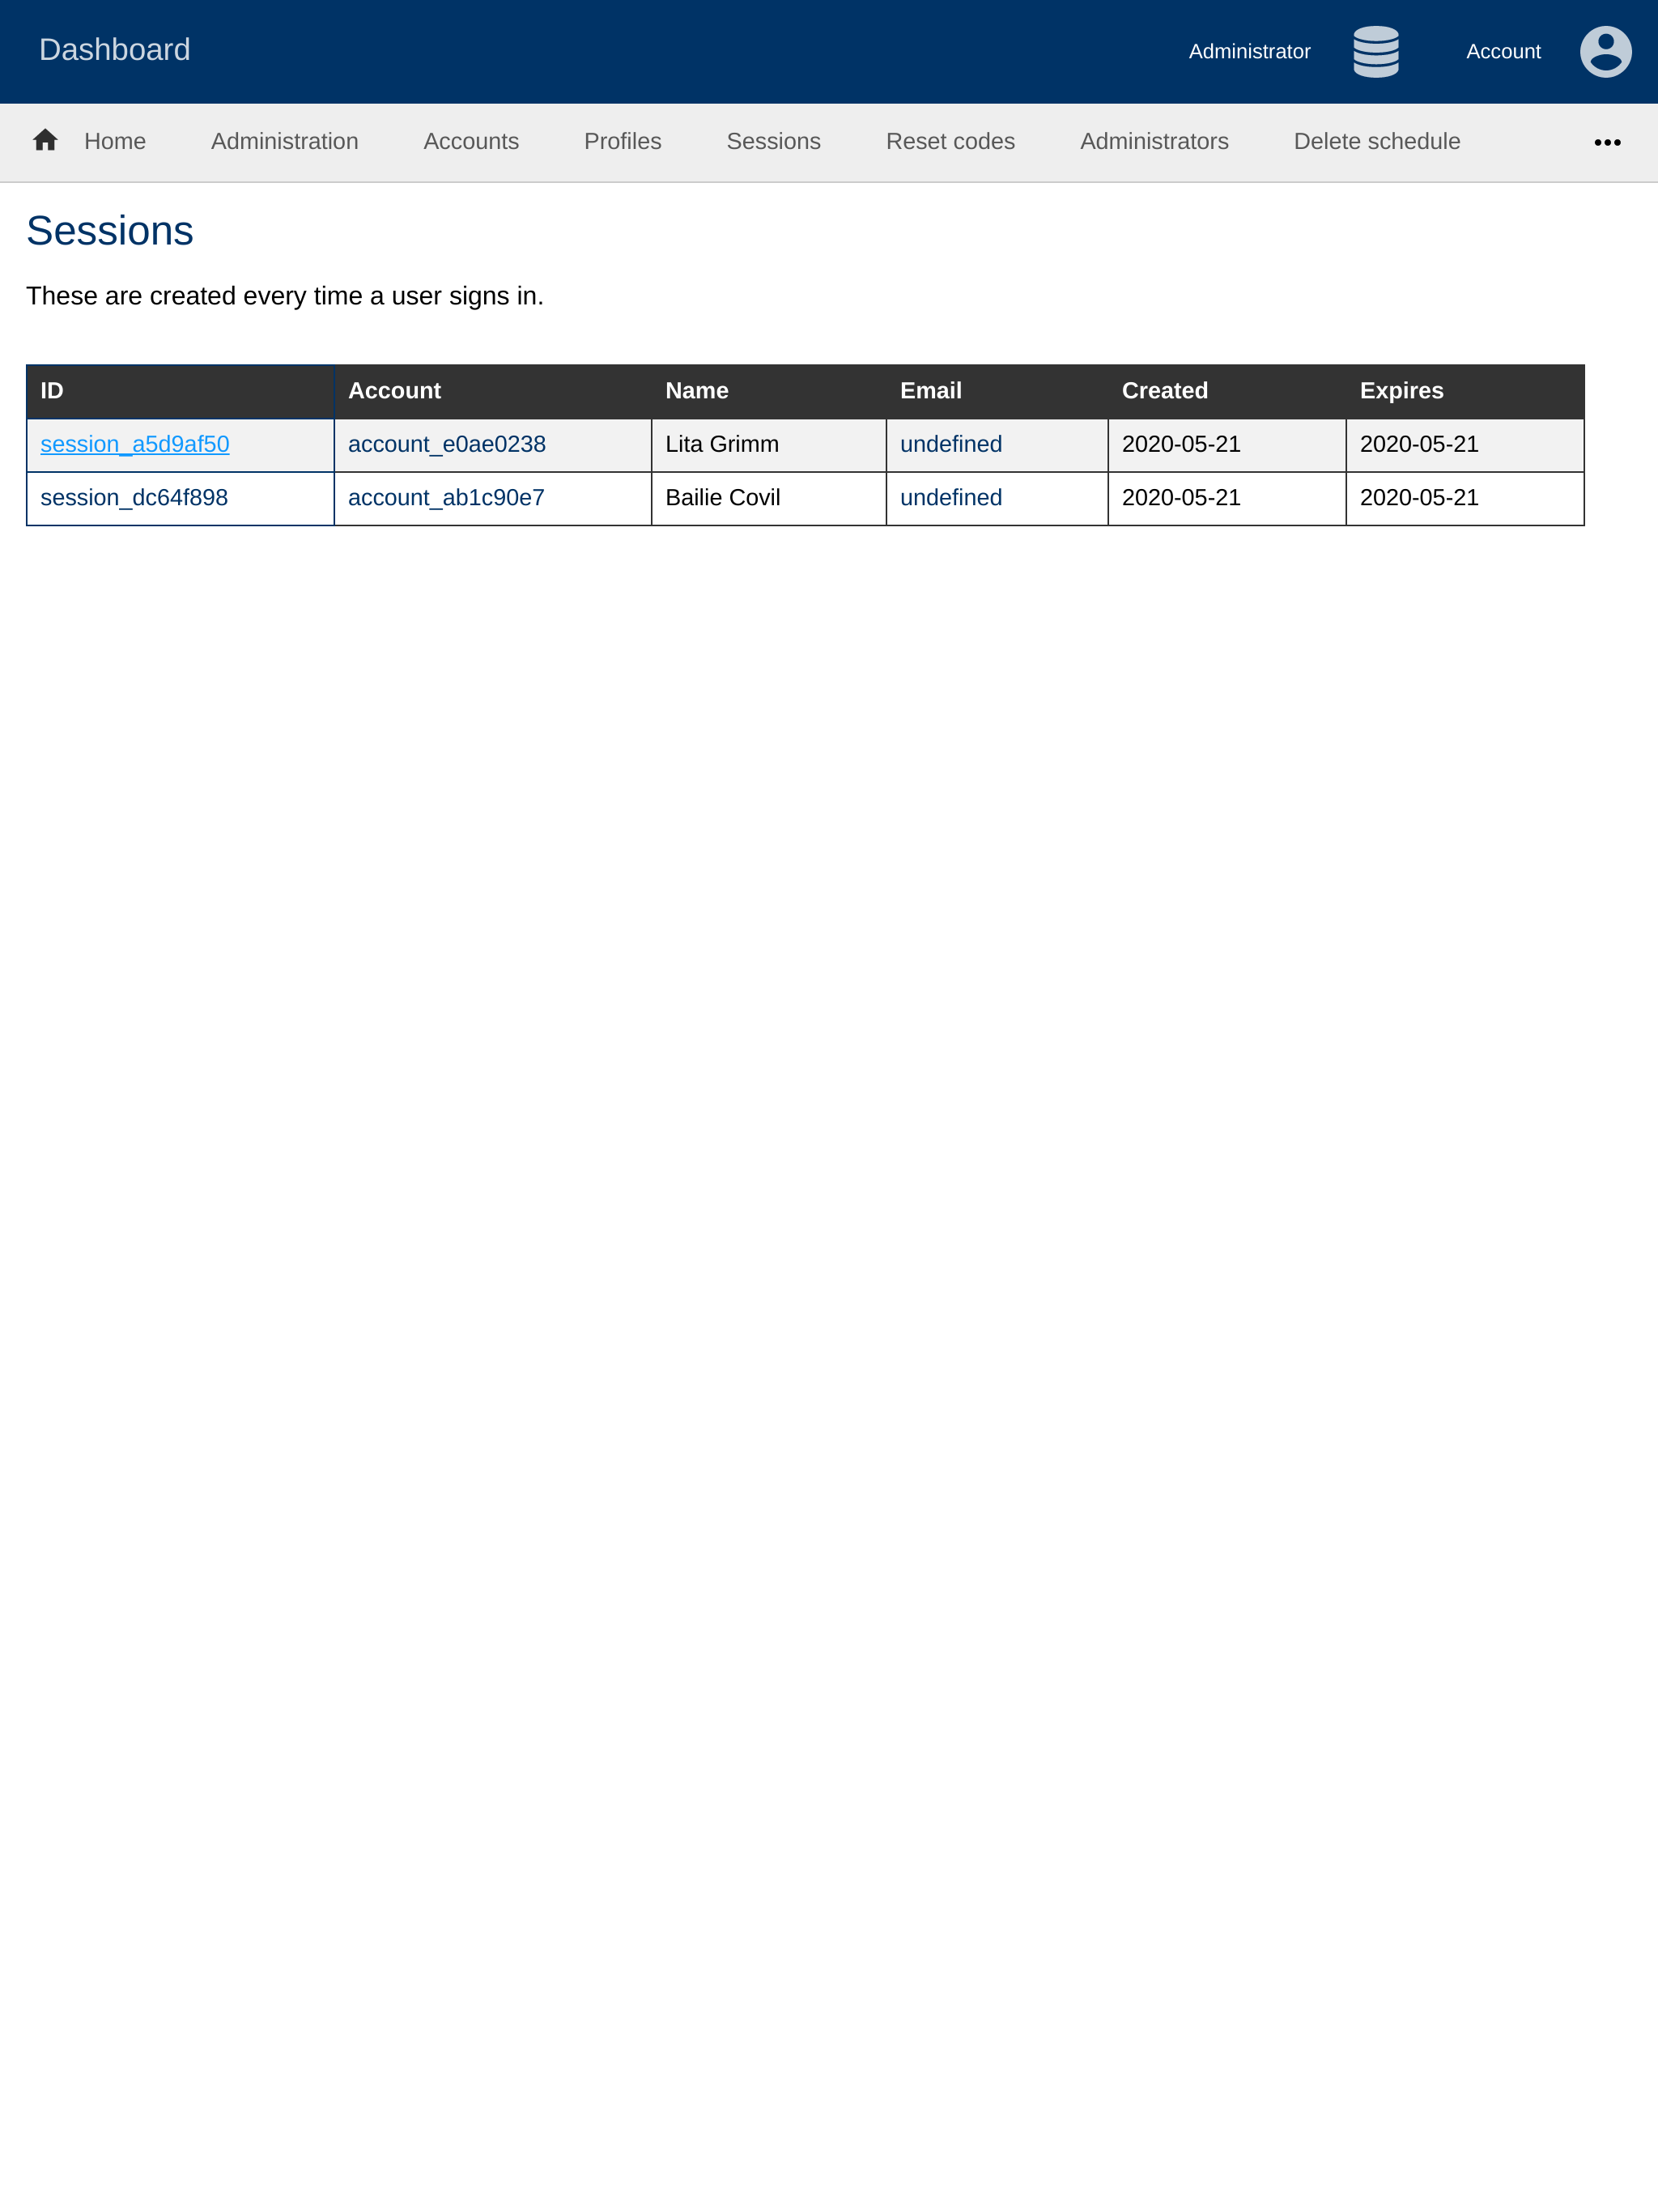 Dashboard Administrator Account
Home Administration Accounts Profiles Sessions Reset codes Administrators Delete schedule •••
Sessions
These are created every time a user signs in.
ID Account Name Email Created Expires
session_a5d9af50 account_e0ae0238 Lita Grimm undefined 2020-05-21 2020-05-21
session_dc64f898 account_ab1c90e7 Bailie Covil undefined 2020-05-21 2020-05-21